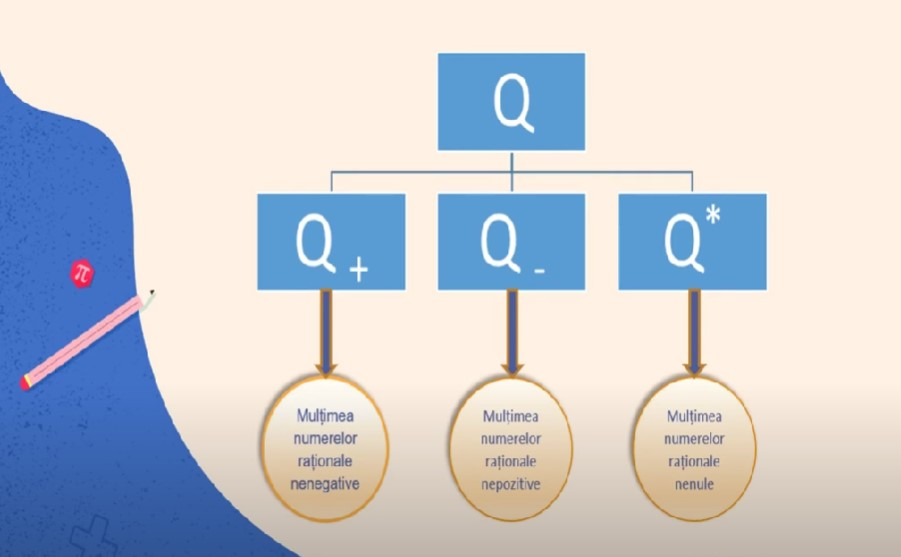 Q
Q+
Q-
Q*
π
Mulțimea
numerelor
raționale
nenegative
Mulțimea
numerelor
raționale
nepozitive
Mulțimea
numerelor
raționale
nenule